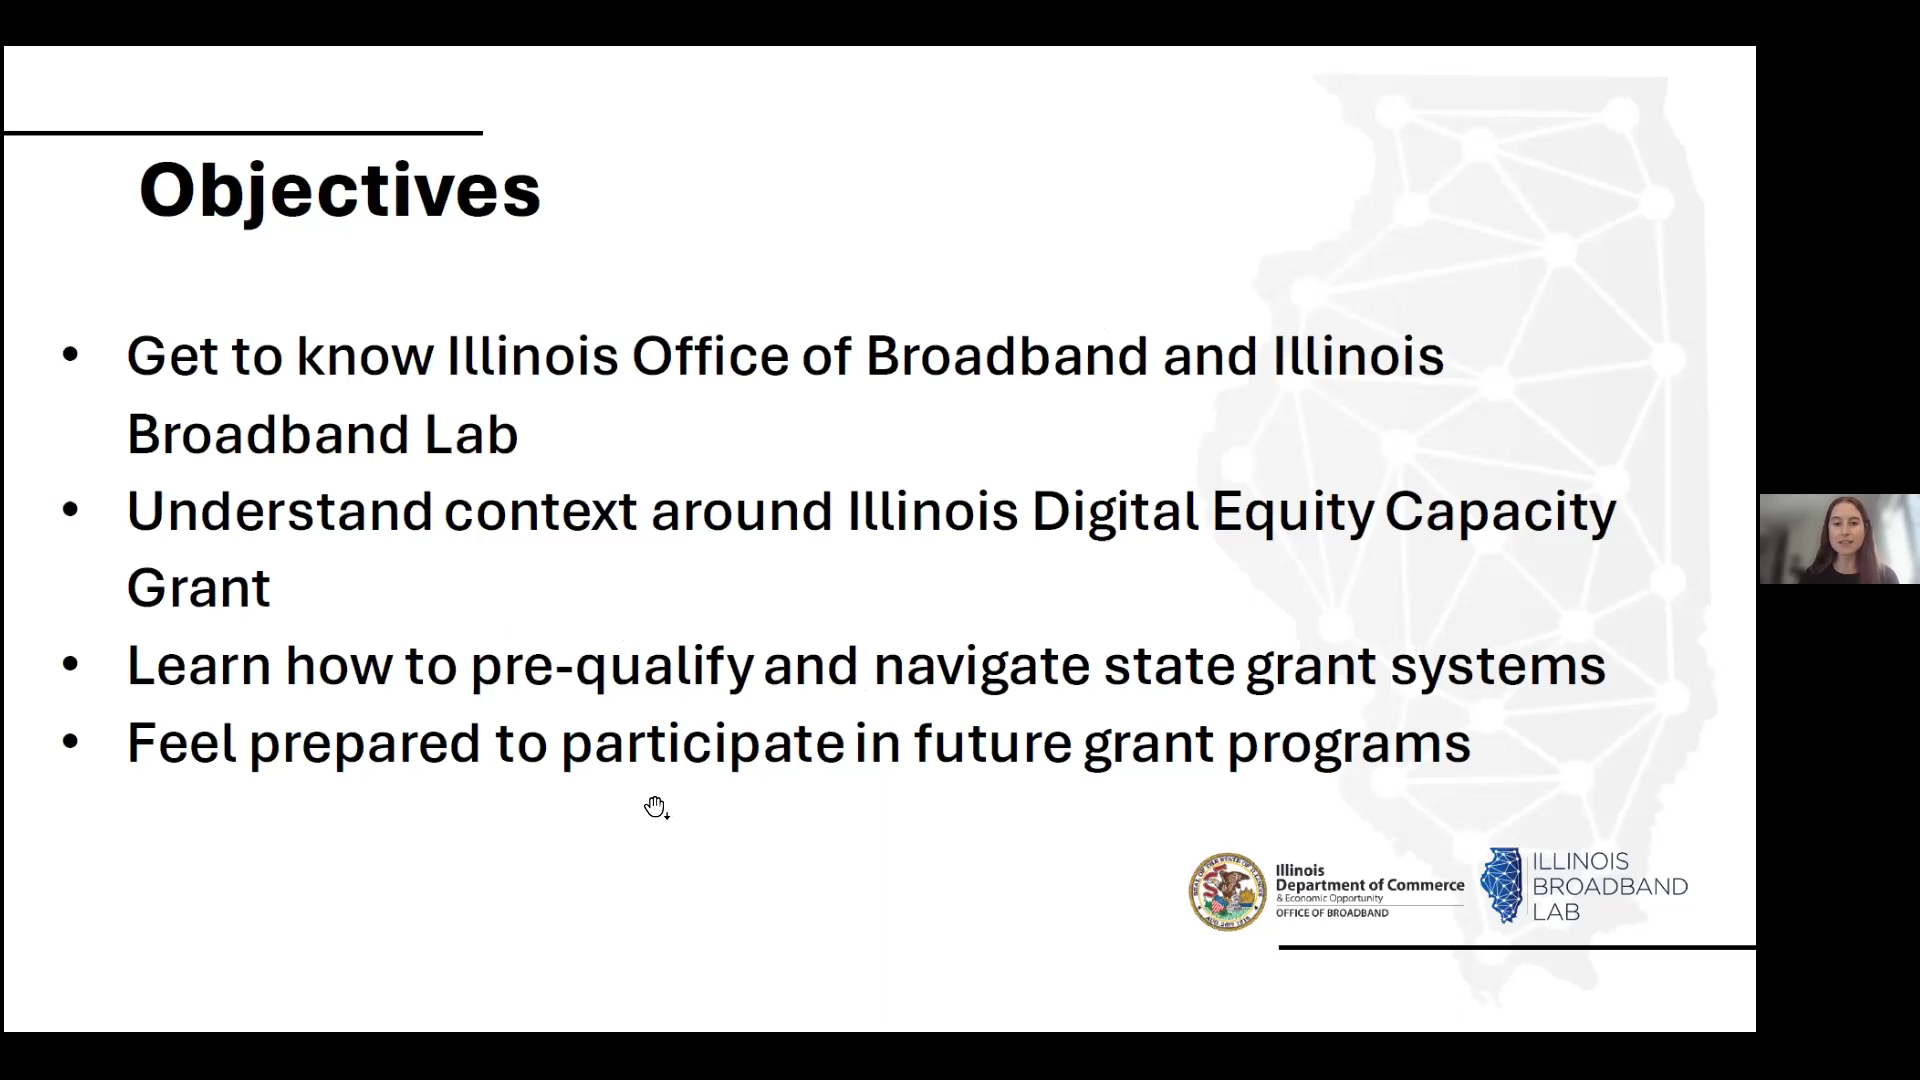 Objectives
• Get to know Illinois Office of Broadband and Illinois
Broadband Lab
• Understand context around Illinois Digital Equity Capacity
Grant
• Learn how to pre-qualify and navigate state grant systems
• Feel prepared to participate in future grant programs
Illinois
Department of Commerce
& Economic Opportunity
OFFICE OF BROADBAND
ILLINOIS
BROADBAND
LAB